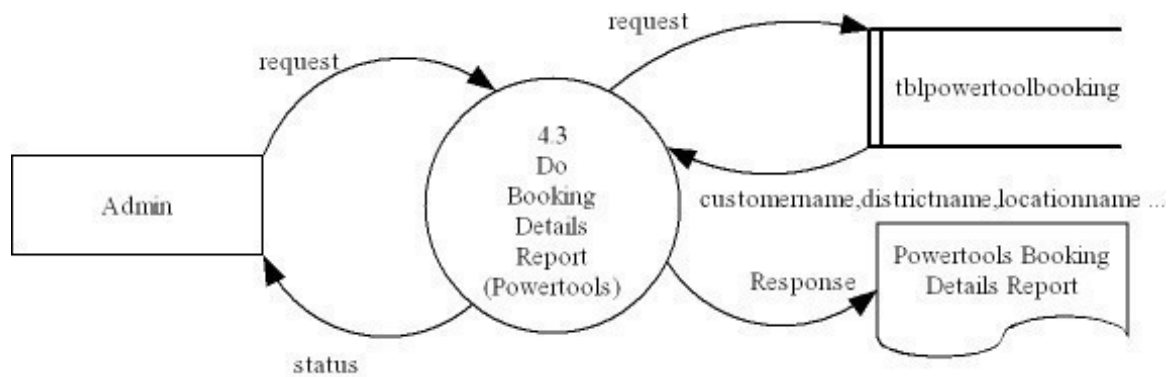 request
request
tblpowertoolbooking
Admin
4.3
Do
Booking
Details
Report
(Powertools)
customername,districtname,locationname ...
Powertools Booking
Details Report
Response
status